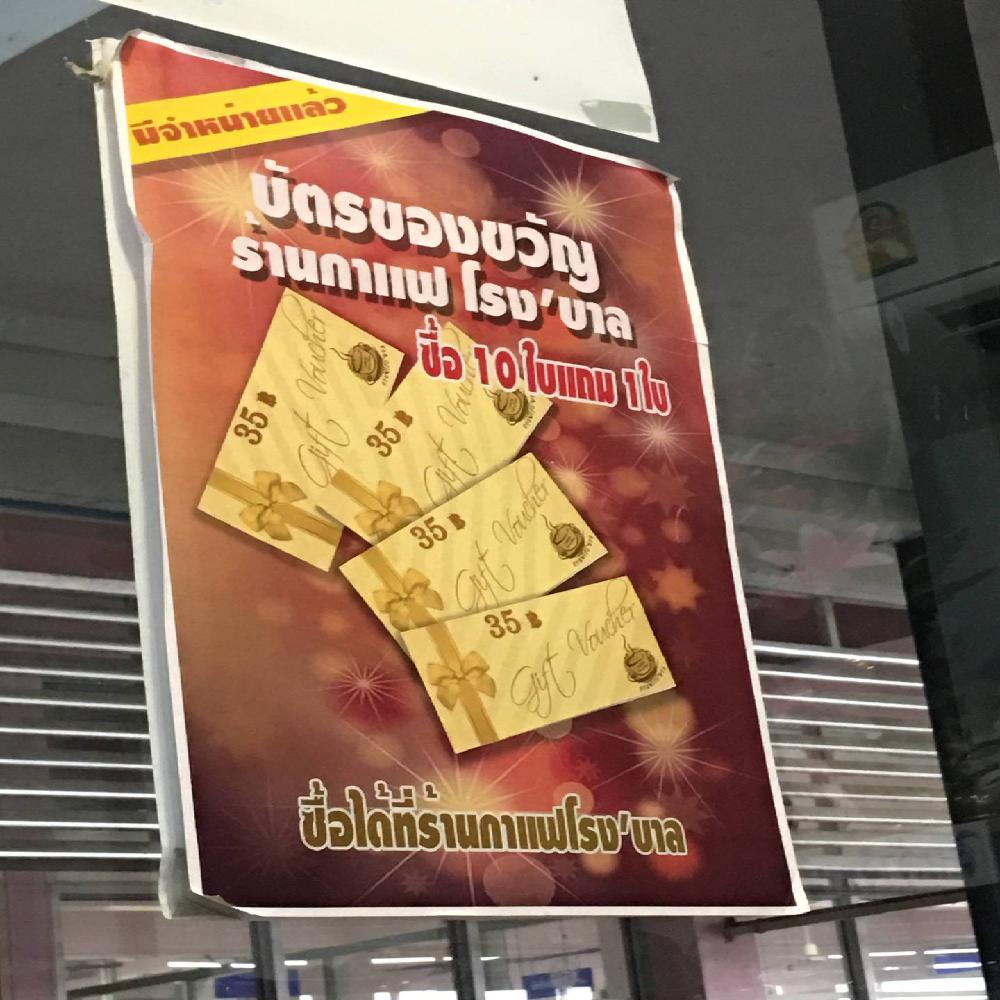 มีจำหน่ายแล้ว
บัตรของขวัญ
ร้านกาแฟ โรง'บาล
ซื้อ 10 ใบแถม 1 ใบ
35 ฿
Gift Voucher
35 ฿
Gift
35 ฿
Gift Voucher
35 ฿
Gift Voucher
ซื้อได้ที่ร้านกาแฟโรง'บาล